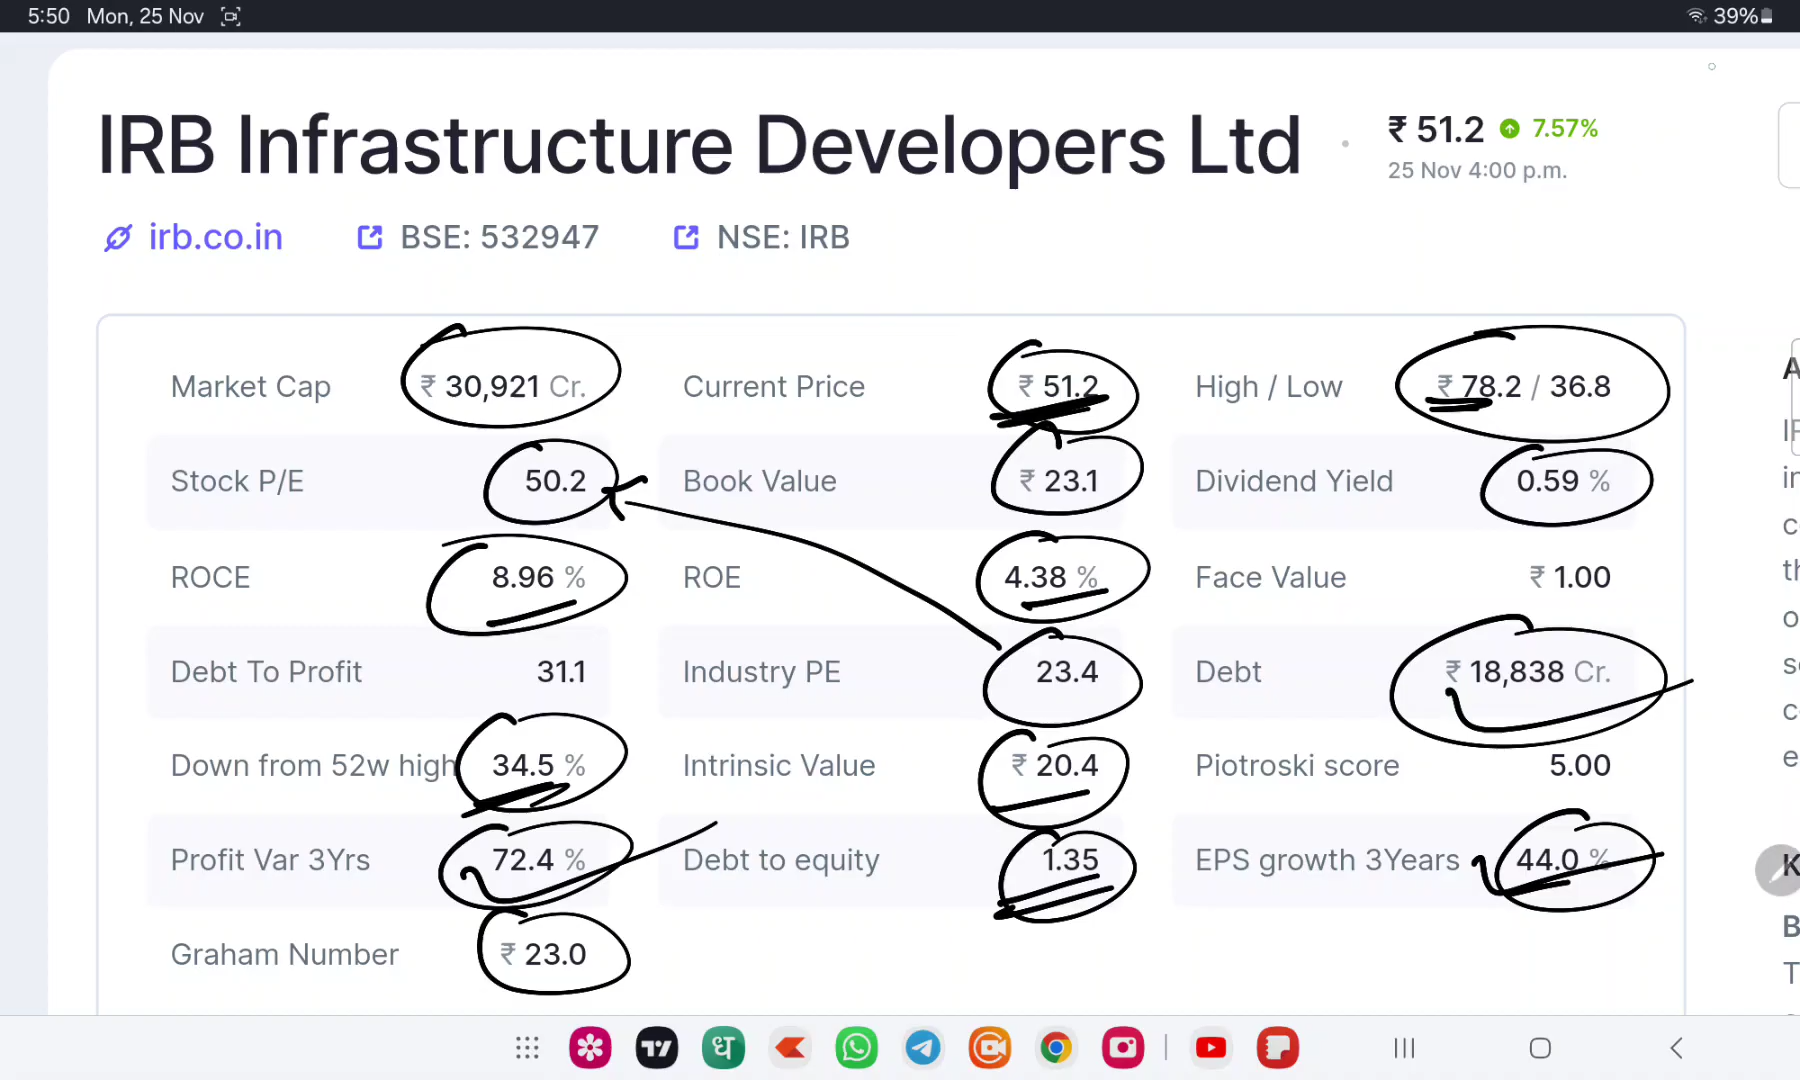 5:50 Mon, 25 Nov 39%
IRB Infrastructure Developers Ltd ₹ 51.2 7.57%
25 Nov 4:00 p.m.
irb.co.in BSE: 532947 NSE: IRB
Market Cap ₹ 30,921 Cr. Current Price ₹ 51.2 High / Low ₹ 78.2 / 36.8
Stock P/E 50.2 Book Value ₹ 23.1 Dividend Yield 0.59 %
ROCE 8.96 % ROE 4.38 % Face Value ₹ 1.00
Debt To Profit 31.1 Industry PE 23.4 Debt ₹ 18,838 Cr.
Down from 52w high 34.5 % Intrinsic Value ₹ 20.4 Piotroski score 5.00
Profit Var 3Yrs 72.4 % Debt to equity 1.35 EPS growth 3Years 44.0 %
Graham Number ₹ 23.0